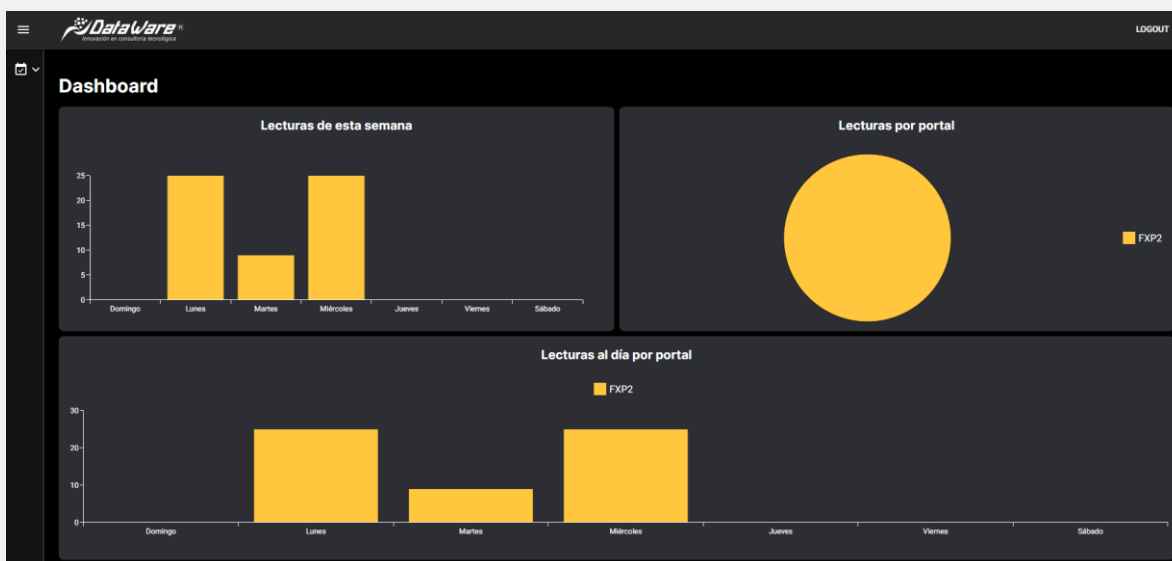 DataWare ®
Innovación en consultoría tecnológica
LOGOUT
Dashboard
Lecturas de esta semana
25
20
15
10
5
0
Domingo Lunes Martes Miércoles Jueves Viernes Sábado
Lecturas por portal
FXP2
Lecturas al día por portal
FXP2
30
20
10
0
Domingo Lunes Martes Miércoles Jueves Viernes Sábado